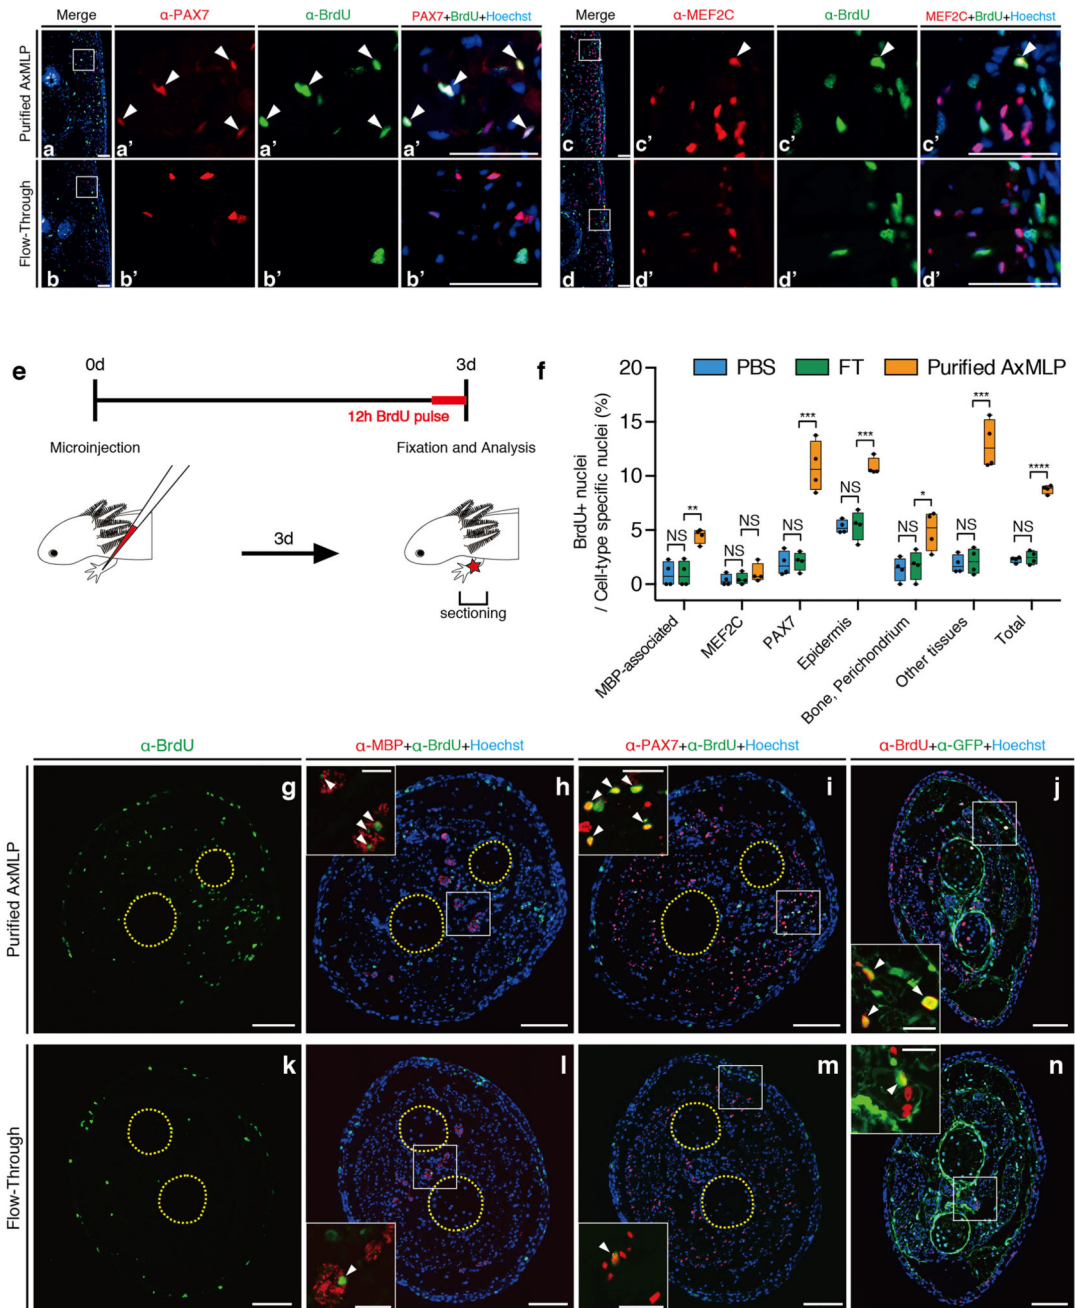 Merge α-PAX7 α-BrdU PAX7+BrdU+Hoechst Merge α-MEF2C α-BrdU MEF2C+BrdU+Hoechst
Purified AxMLP
a a' a' a' c c' c' c'
Flow-Through
b b' b' b' d d' d' d'
e
0d 3d
12h BrdU pulse
Microinjection Fixation and Analysis
3d
sectioning
f
PBS FT Purified AxMLP
BrdU+ nuclei
/ Cell-type specific nuclei (%)
20
15
10
5
0
NS ** NS NS NS *** NS *** NS * NS *** NS ****
MBP-associated
MEF2C
PAX7
Epidermis
Bone, Perichondrium
Other tissues
Total
α-BrdU α-MBP+α-BrdU+Hoechst α-PAX7+α-BrdU+Hoechst α-BrdU+α-GFP+Hoechst
Purified AxMLP
g h i j
Flow-Through
k l m n